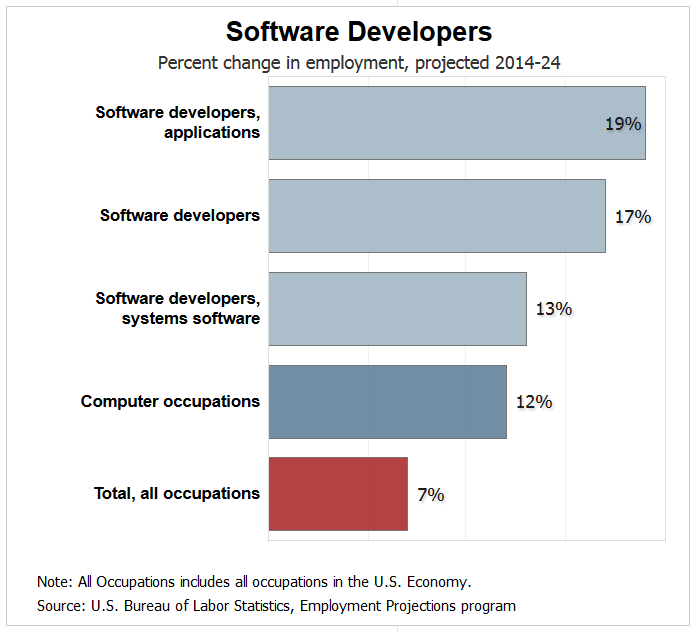 Software Developers
Percent change in employment, projected 2014-24
Software developers,
applications
19%
Software developers
17%
Software developers,
systems software
13%
Computer occupations
12%
Total, all occupations
7%
Note: All Occupations includes all occupations in the U.S. Economy.
Source: U.S. Bureau of Labor Statistics, Employment Projections program